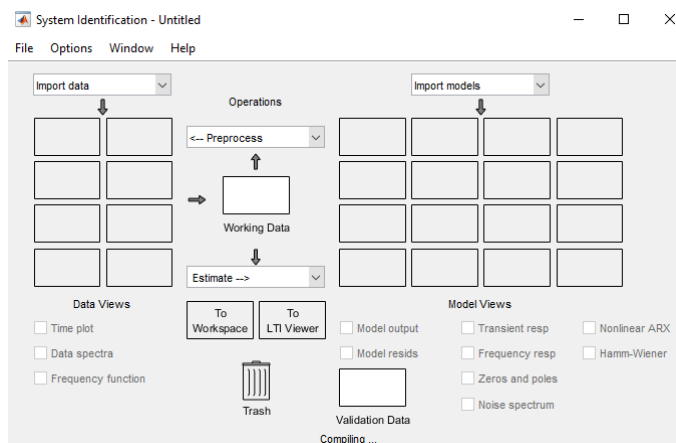 System Identification - Untitled
File Options Window Help
Import data
Import models
Operations
<-- Preprocess
Working Data
Estimate -->
Data Views
Time plot
Data spectra
Frequency function
To Workspace
To LTI Viewer
Trash
Model Views
Model output
Model resids
Transient resp
Frequency resp
Zeros and poles
Noise spectrum
Nonlinear ARX
Hamm-Wiener
Validation Data
Compiling ...